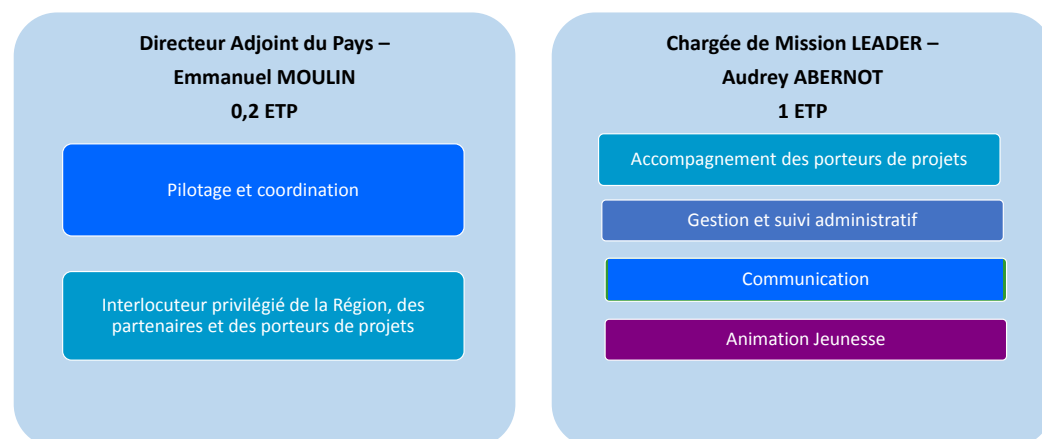 Directeur Adjoint du Pays –
Emmanuel MOULIN
0,2 ETP
Pilotage et coordination
Interlocuteur privilégié de la Région, des
partenaires et des porteurs de projets
Chargée de Mission LEADER –
Audrey ABERNOT
1 ETP
Accompagnement des porteurs de projets
Gestion et suivi administratif
Communication
Animation Jeunesse